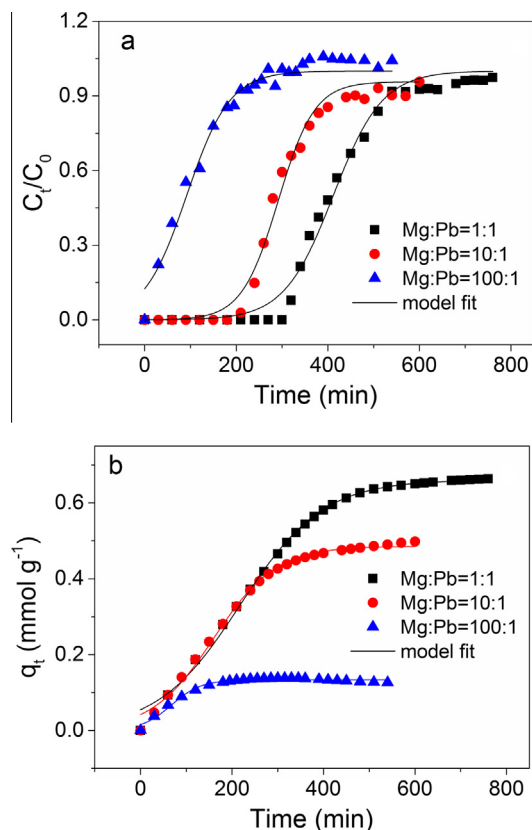 a
C_t/C_0
1.2
0.9
0.6
0.3
0.0
Mg:Pb=1:1
Mg:Pb=10:1
Mg:Pb=100:1
model fit
0 200 400 600 800
Time (min)
b
q_t (mmol g^-1)
0.6
0.4
0.2
0.0
Mg:Pb=1:1
Mg:Pb=10:1
Mg:Pb=100:1
model fit
0 200 400 600 800
Time (min)